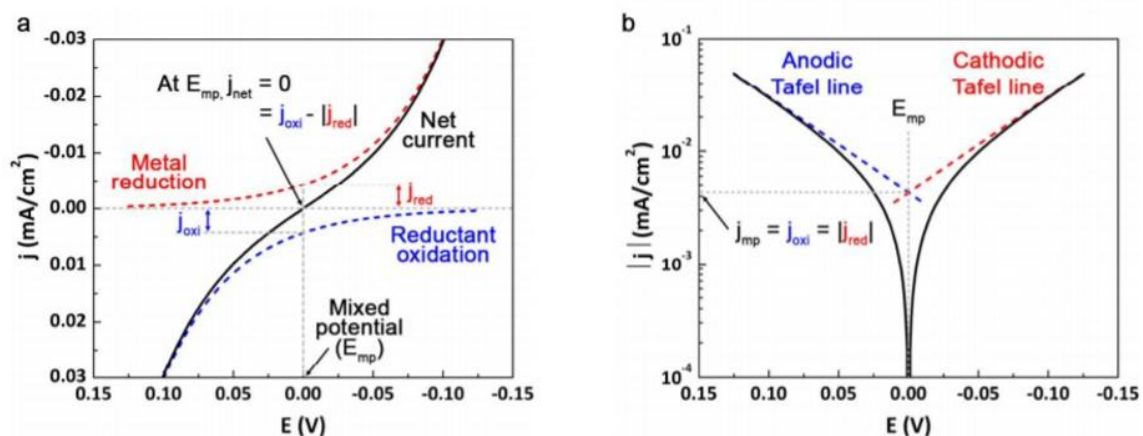 a
-0.03
-0.02
-0.01
0.00
0.01
0.02
0.03
j (mA/cm²)
At Emp, jnet = 0
= joxi - |jred|
Net
current
Metal
reduction
jred
joxi
Reductant
oxidation
Mixed
potential
(Emp)
0.15 0.10 0.05 0.00 -0.05 -0.10 -0.15
E (V)
b
10⁻¹
10⁻²
10⁻³
10⁻⁴
|j| (mA/cm²)
Anodic
Tafel line
Cathodic
Tafel line
Emp
jmp = joxi = |jred|
0.15 0.10 0.05 0.00 -0.05 -0.10 -0.15
E (V)